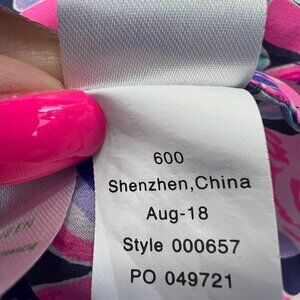 600
Shenzhen,China
Aug-18
Style 000657
PO 049721